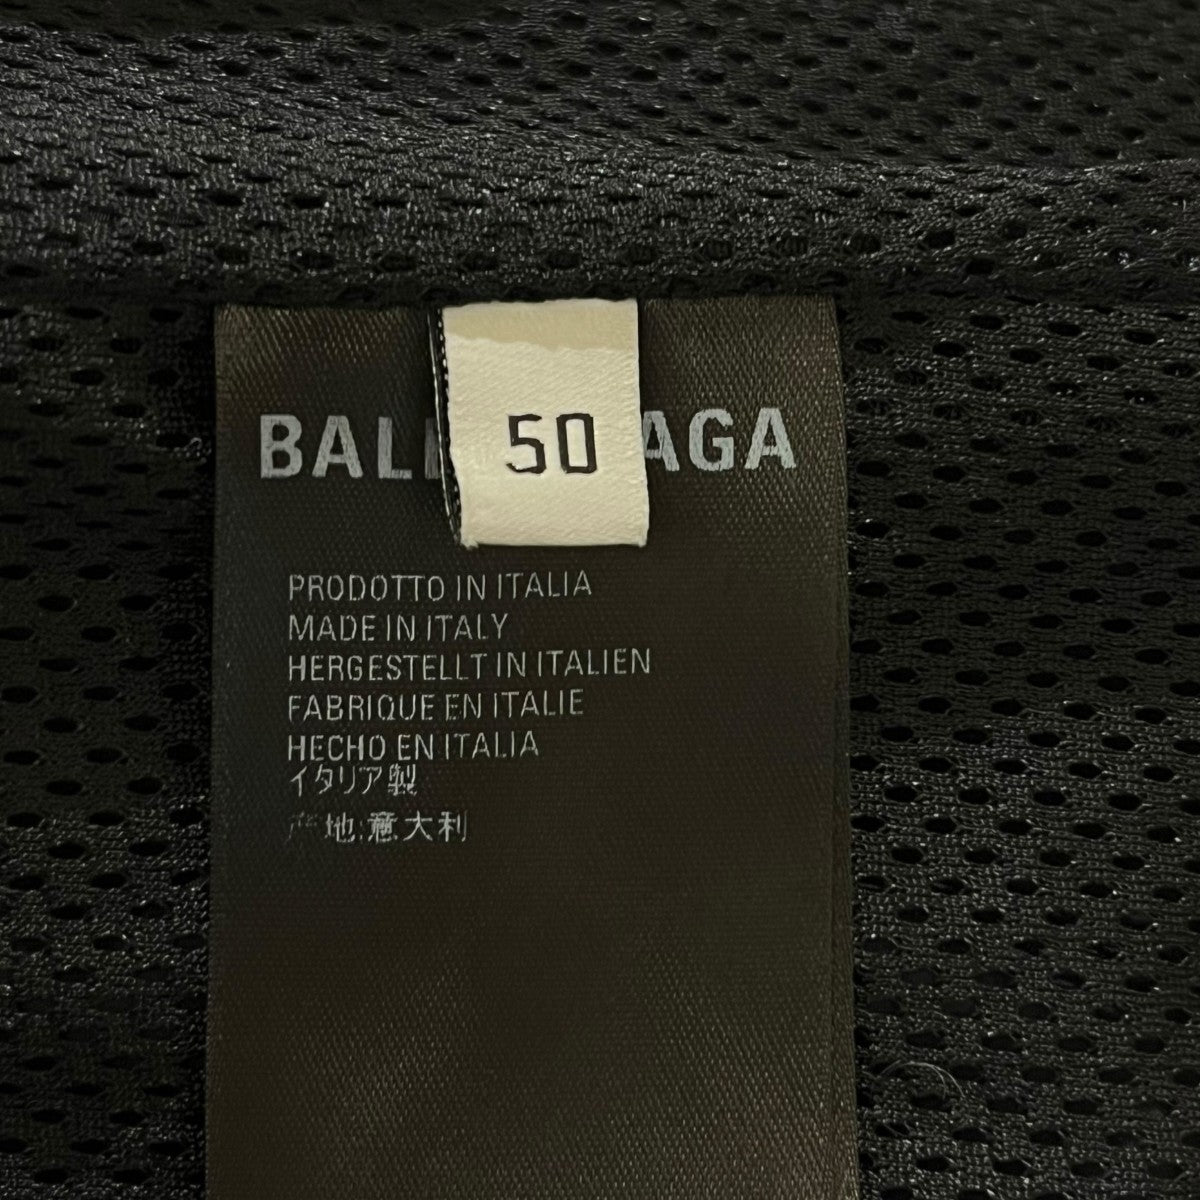 BALI AGA
50
PRODOTTO IN ITALIA
MADE IN ITALY
HERGESTELLT IN ITALIEN
FABRIQUE EN ITALIE
HECHO EN ITALIA
イタリア製
产地:意大利